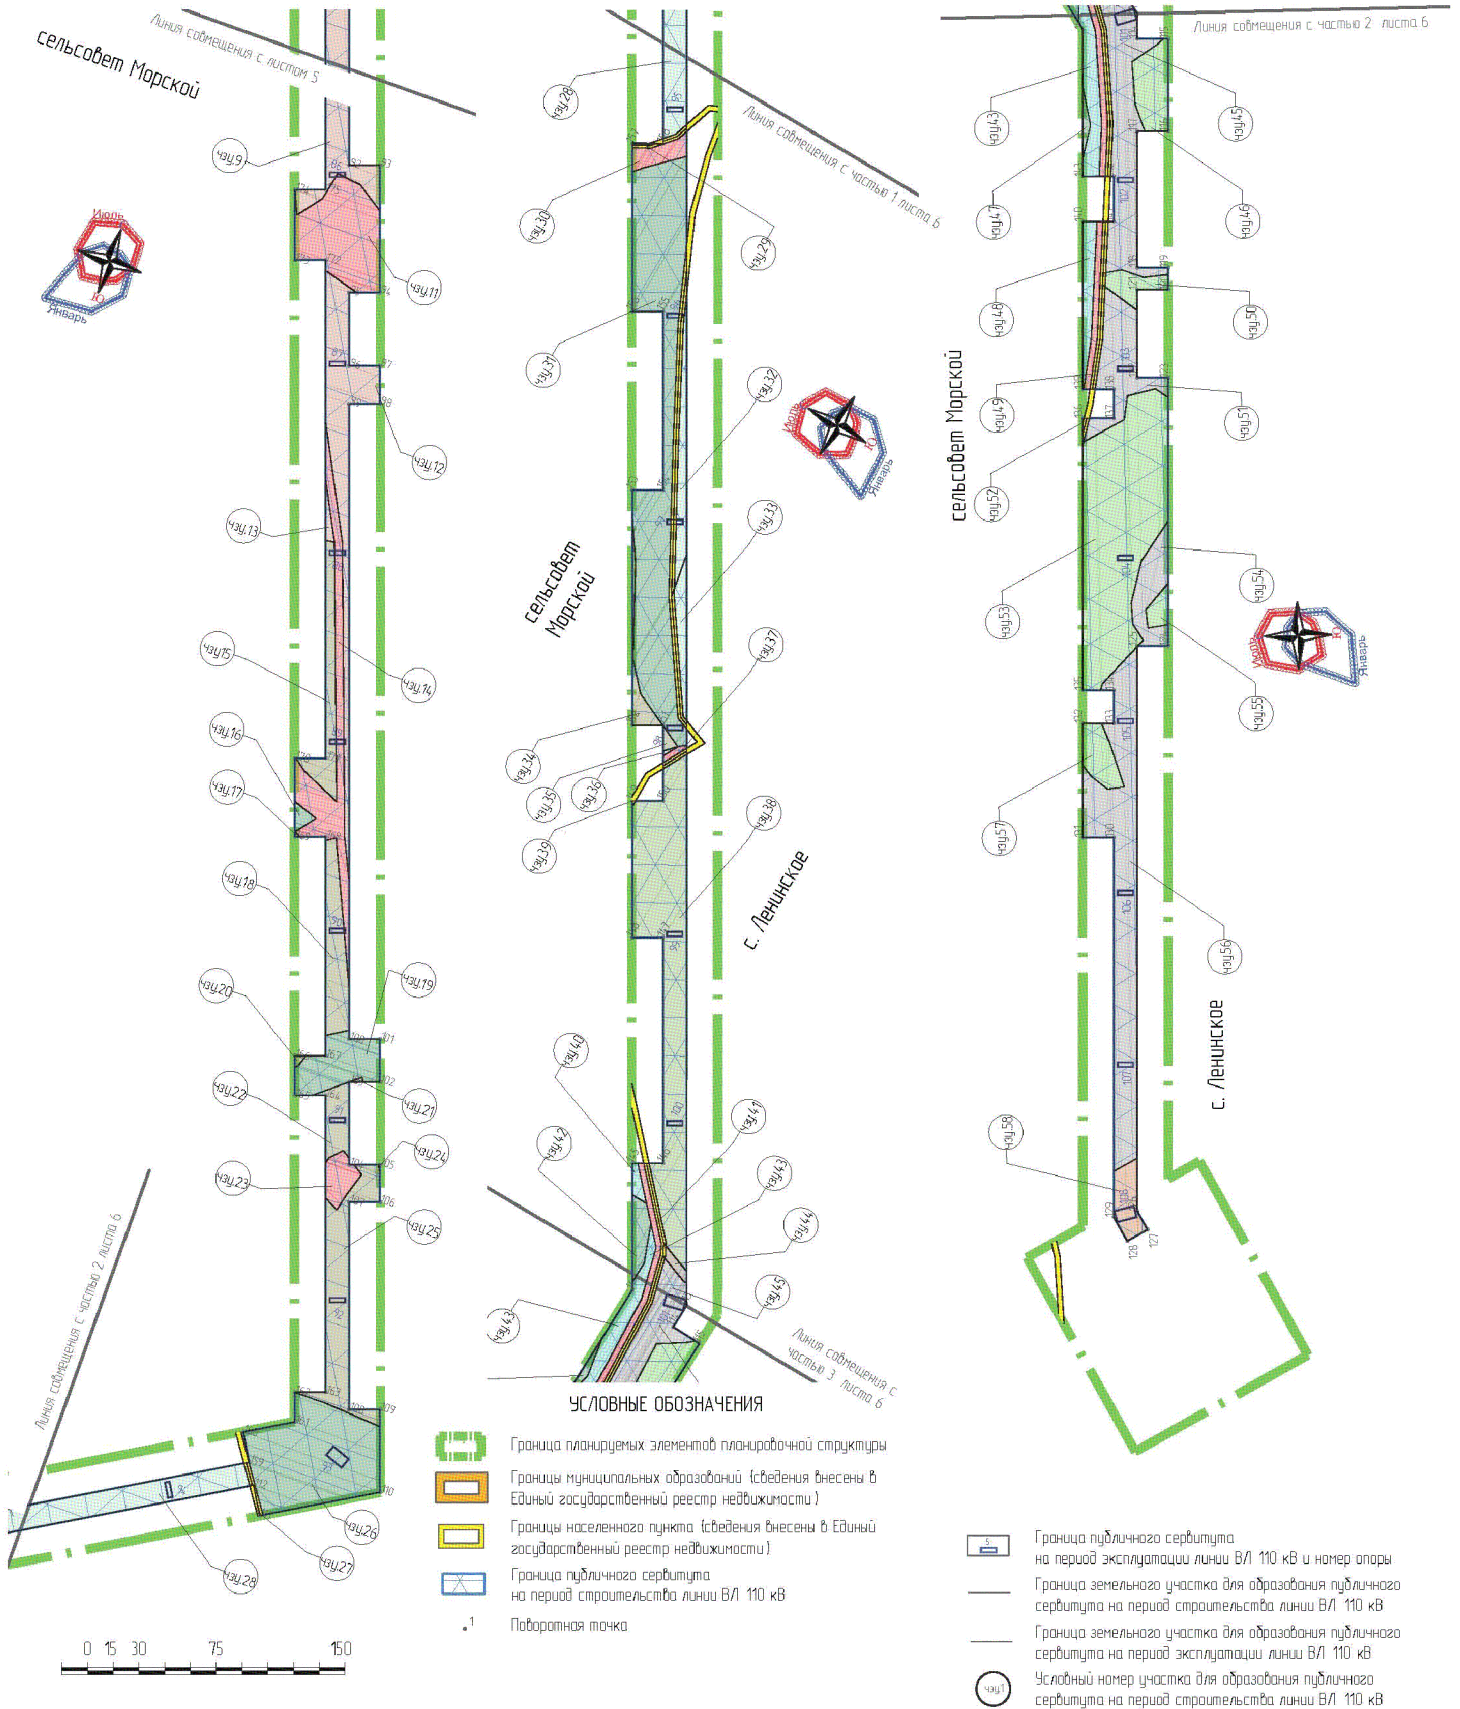 сельсовет Морской
Линия совмещения с листом 5
чзу.9
Июль
Ю
Январь
чзу.11
чзу.12
чзу.13
чзу.14
чзу.15
чзу.16
чзу.17
чзу.18
чзу.19
чзу.20
чзу.21
чзу.22
чзу.23
чзу.24
чзу.25
чзу.26
чзу.27
чзу.28
Линия совмещения с частью 2 листа 6
0 15 30 75 150
чзу.28
Линия совмещения с частью 1 листа 6
чзу.29
чзу.30
чзу.31
чзу.32
Июль
Ю
Январь
чзу.33
сельсовет
Морской
чзу.34
чзу.35
чзу.36
чзу.37
чзу.38
чзу.39
с. Ленинское
чзу.40
чзу.41
чзу.42
чзу.43
чзу.44
чзу.45
чзу.43
Линия совмещения с
частью 3 листа 6
Линия совмещения с частью 2 листа 6
чзу.43
чзу.45
чзу.46
чзу.47
чзу.48
чзу.49
чзу.50
чзу.51
чзу.52
сельсовет Морской
чзу.53
чзу.54
чзу.55
Июль
Ю
Январь
чзу.57
чзу.56
с. Ленинское
чзу.58
129
128
127
УСЛОВНЫЕ ОБОЗНАЧЕНИЯ
Граница планируемых элементов планировочной структуры
Границы муниципальных образований (сведения внесены в
Единый государственный реестр недвижимости)
Границы населенного пункта (сведения внесены в Единый
государственный реестр недвижимости)
Граница публичного сервитута
на период строительства линии ВЛ 110 кВ
1
Поворотная точка
5
Граница публичного сервитута
на период эксплуатации линии ВЛ 110 кВ и номер опоры
Граница земельного участка для образования публичного
сервитута на период строительства линии ВЛ 110 кВ
Граница земельного участка для образования публичного
сервитута на период эксплуатации линии ВЛ 110 кВ
чзу.1
Условный номер участка для образования публичного
сервитута на период строительства линии ВЛ 110 кВ